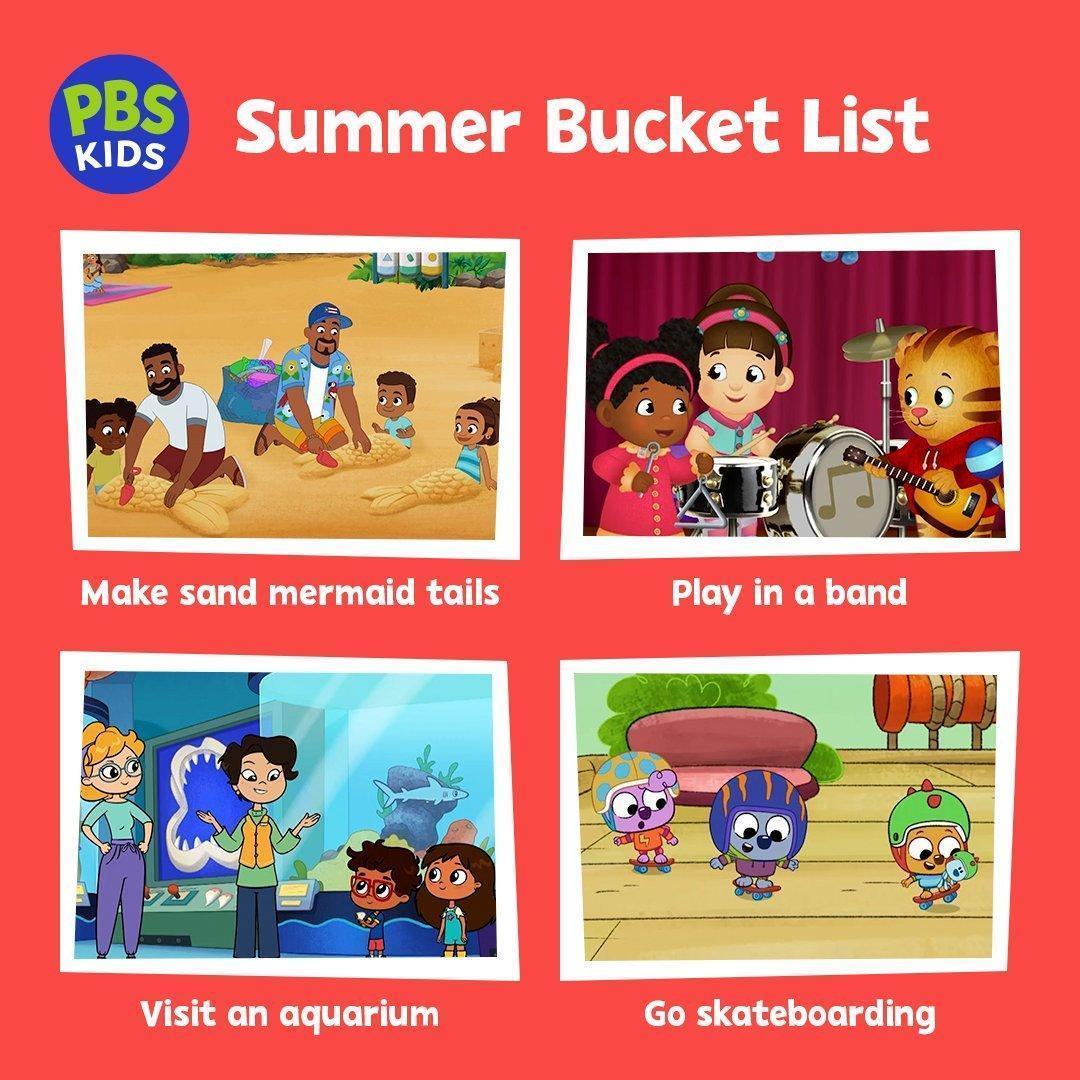 PBS
KIDS
Summer Bucket List
Make sand mermaid tails
Play in a band
Visit an aquarium
Go skateboarding